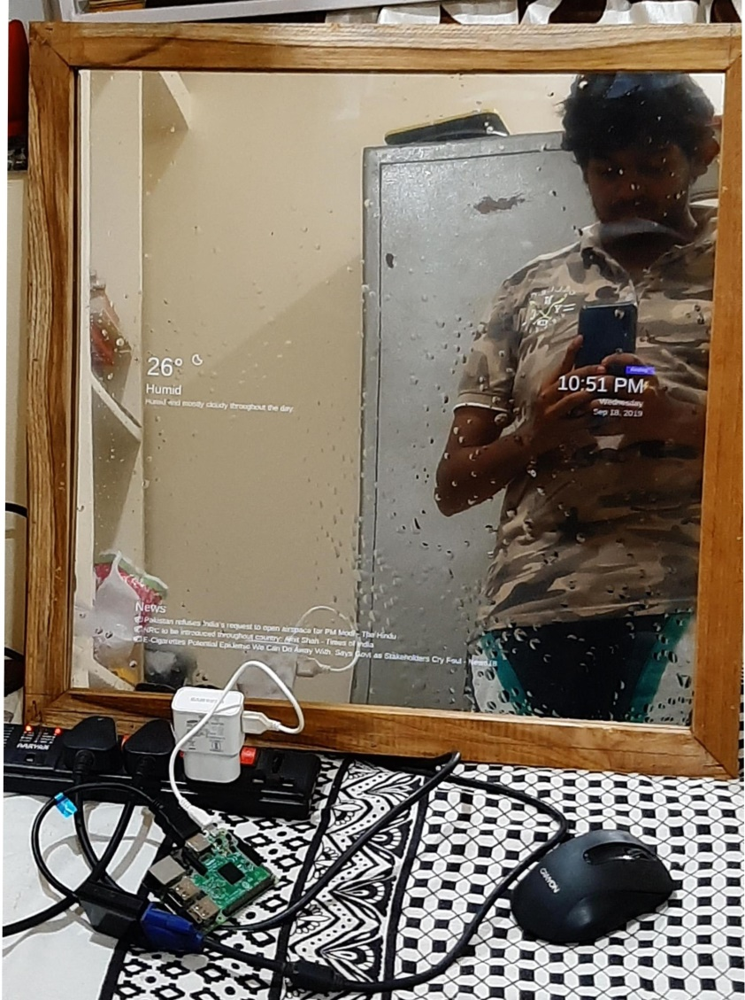 26°
Humid
Humid and mostly cloudy throughout the day.
10:51 PM
Wednesday
Sep 18, 2019
News
Pakistan refuses India's request to open airspace for PM Modi - The Hindu
NRC to be introduced throughout country: Amit Shah - Times of India
E-Cigarettes Potential Epidemic We Can Do Away With, Says Govt as Stakeholders Cry Foul - News18